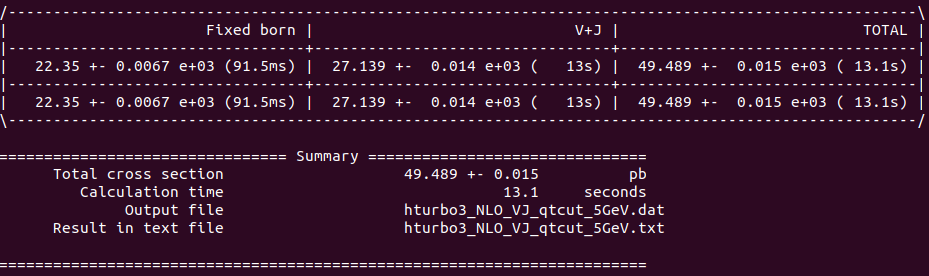 /------------------------------------------------------------------------------------------------------\
|                      Fixed born |                              V+J |                           TOTAL |
|---------------------------------+----------------------------------+---------------------------------|
|   22.35 +- 0.0067 e+03 (91.5ms) | 27.139 +-  0.014 e+03 (   13s) | 49.489 +-  0.015 e+03 ( 13.1s) |
|---------------------------------+----------------------------------+---------------------------------|
|   22.35 +- 0.0067 e+03 (91.5ms) | 27.139 +-  0.014 e+03 (   13s) | 49.489 +-  0.015 e+03 ( 13.1s) |
\------------------------------------------------------------------------------------------------------/
================================ Summary ===============================
Total cross section 49.489 +- 0.015 pb
Calculation time 13.1 seconds
Output file hturbo3_NLO_VJ_qtcut_5GeV.dat
Result in text file hturbo3_NLO_VJ_qtcut_5GeV.txt
=========================================================================